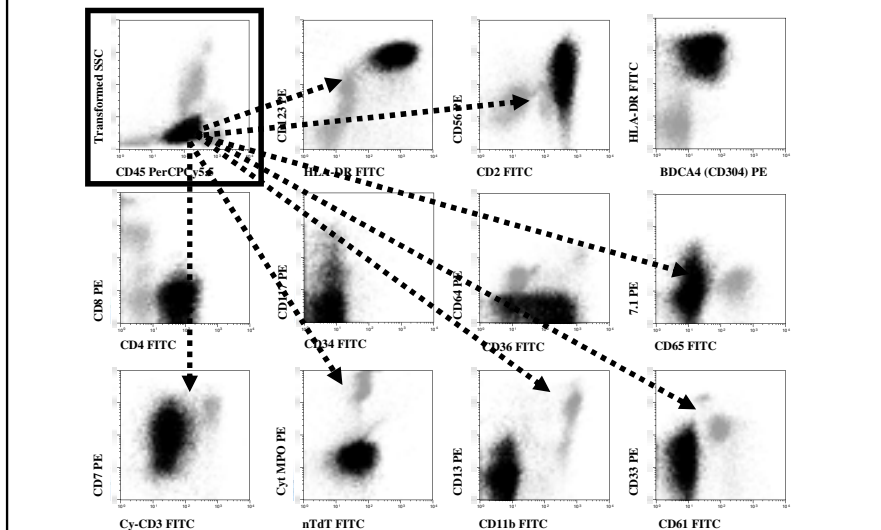 Transformed SSC
CD45 PerCPCy5.5
CD123 PE
HLA-DR FITC
CD56 PE
CD2 FITC
HLA-DR FITC
BDCA4 (CD304) PE
CD8 PE
CD4 FITC
CD117 PE
CD34 FITC
CD64 PE
CD36 FITC
7.1 PE
CD65 FITC
CD7 PE
Cy-CD3 FITC
Cyt MPO PE
nTdT FITC
CD13 PE
CD11b FITC
CD33 PE
CD61 FITC